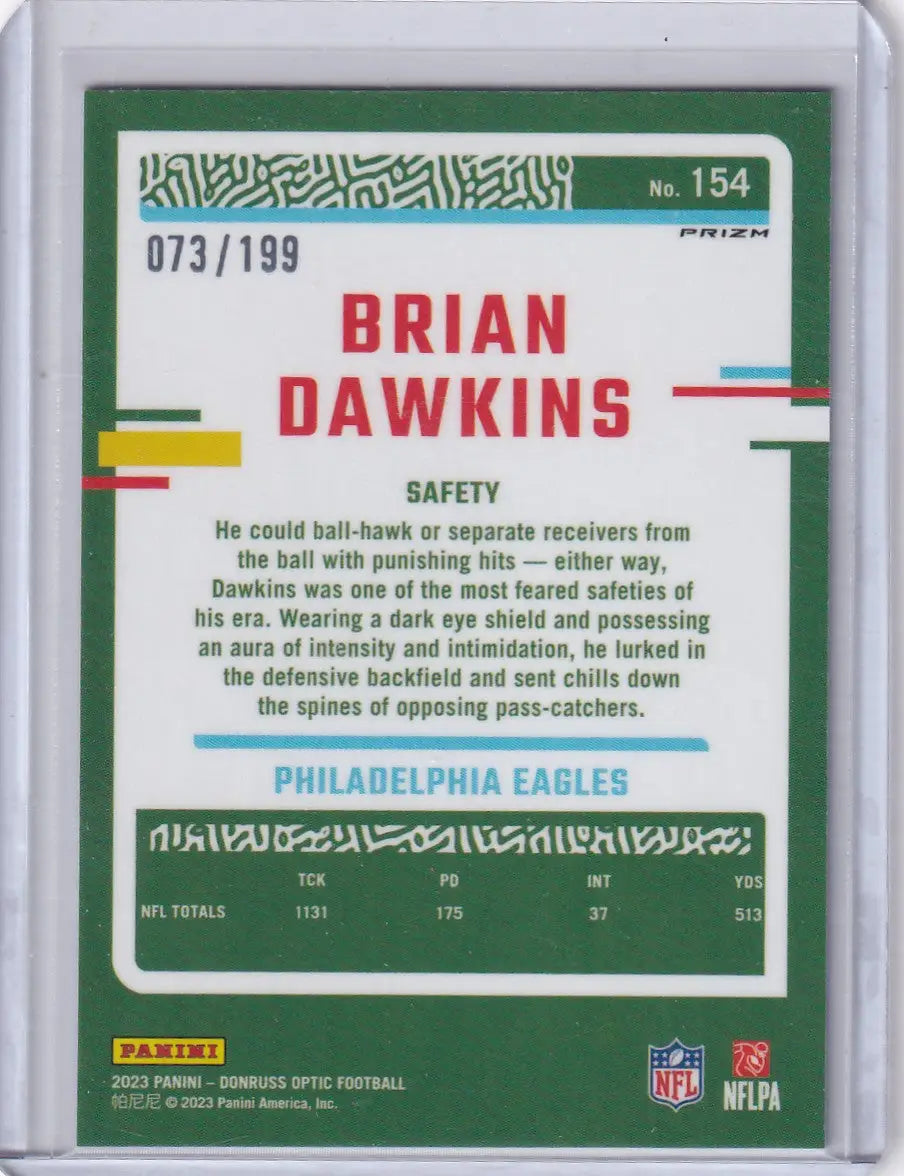 No. 154
PRIZM
073/199
BRIAN
DAWKINS
SAFETY
He could ball-hawk or separate receivers from
the ball with punishing hits — either way,
Dawkins was one of the most feared safeties of
his era. Wearing a dark eye shield and possessing
an aura of intensity and intimidation, he lurked in
the defensive backfield and sent chills down
the spines of opposing pass-catchers.
PHILADELPHIA EAGLES
TCK PD INT YDS
NFL TOTALS 1131 175 37 513
PANINI
2023 PANINI – DONRUSS OPTIC FOOTBALL
帕尼尼 © 2023 Panini America, Inc.
NFL
NFLPA